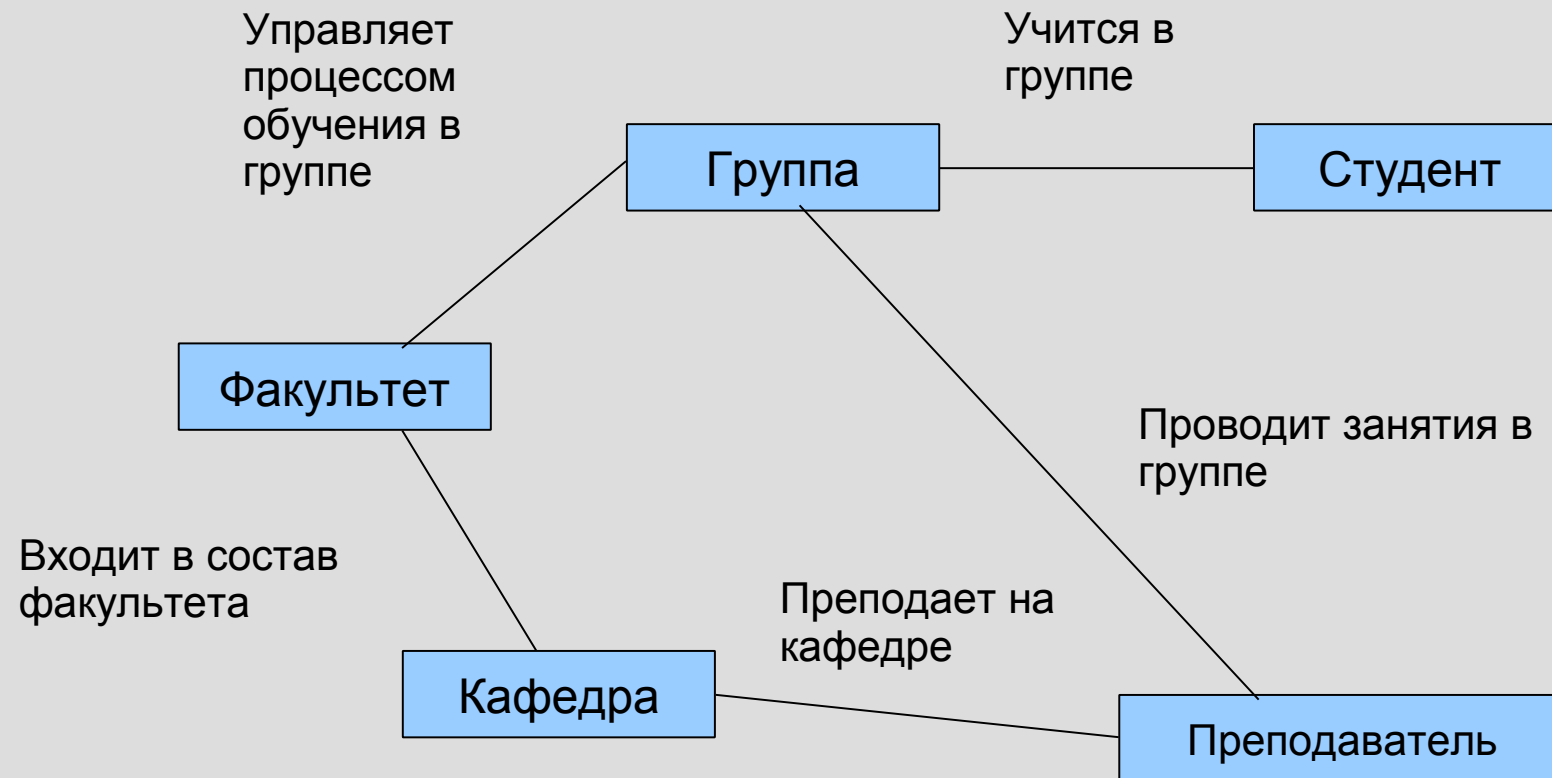 Управляет
процессом
обучения в
группе
Учится в
группе
Группа
Студент
Факультет
Проводит занятия в
группе
Входит в состав
факультета
Преподает на
кафедре
Кафедра
Преподаватель